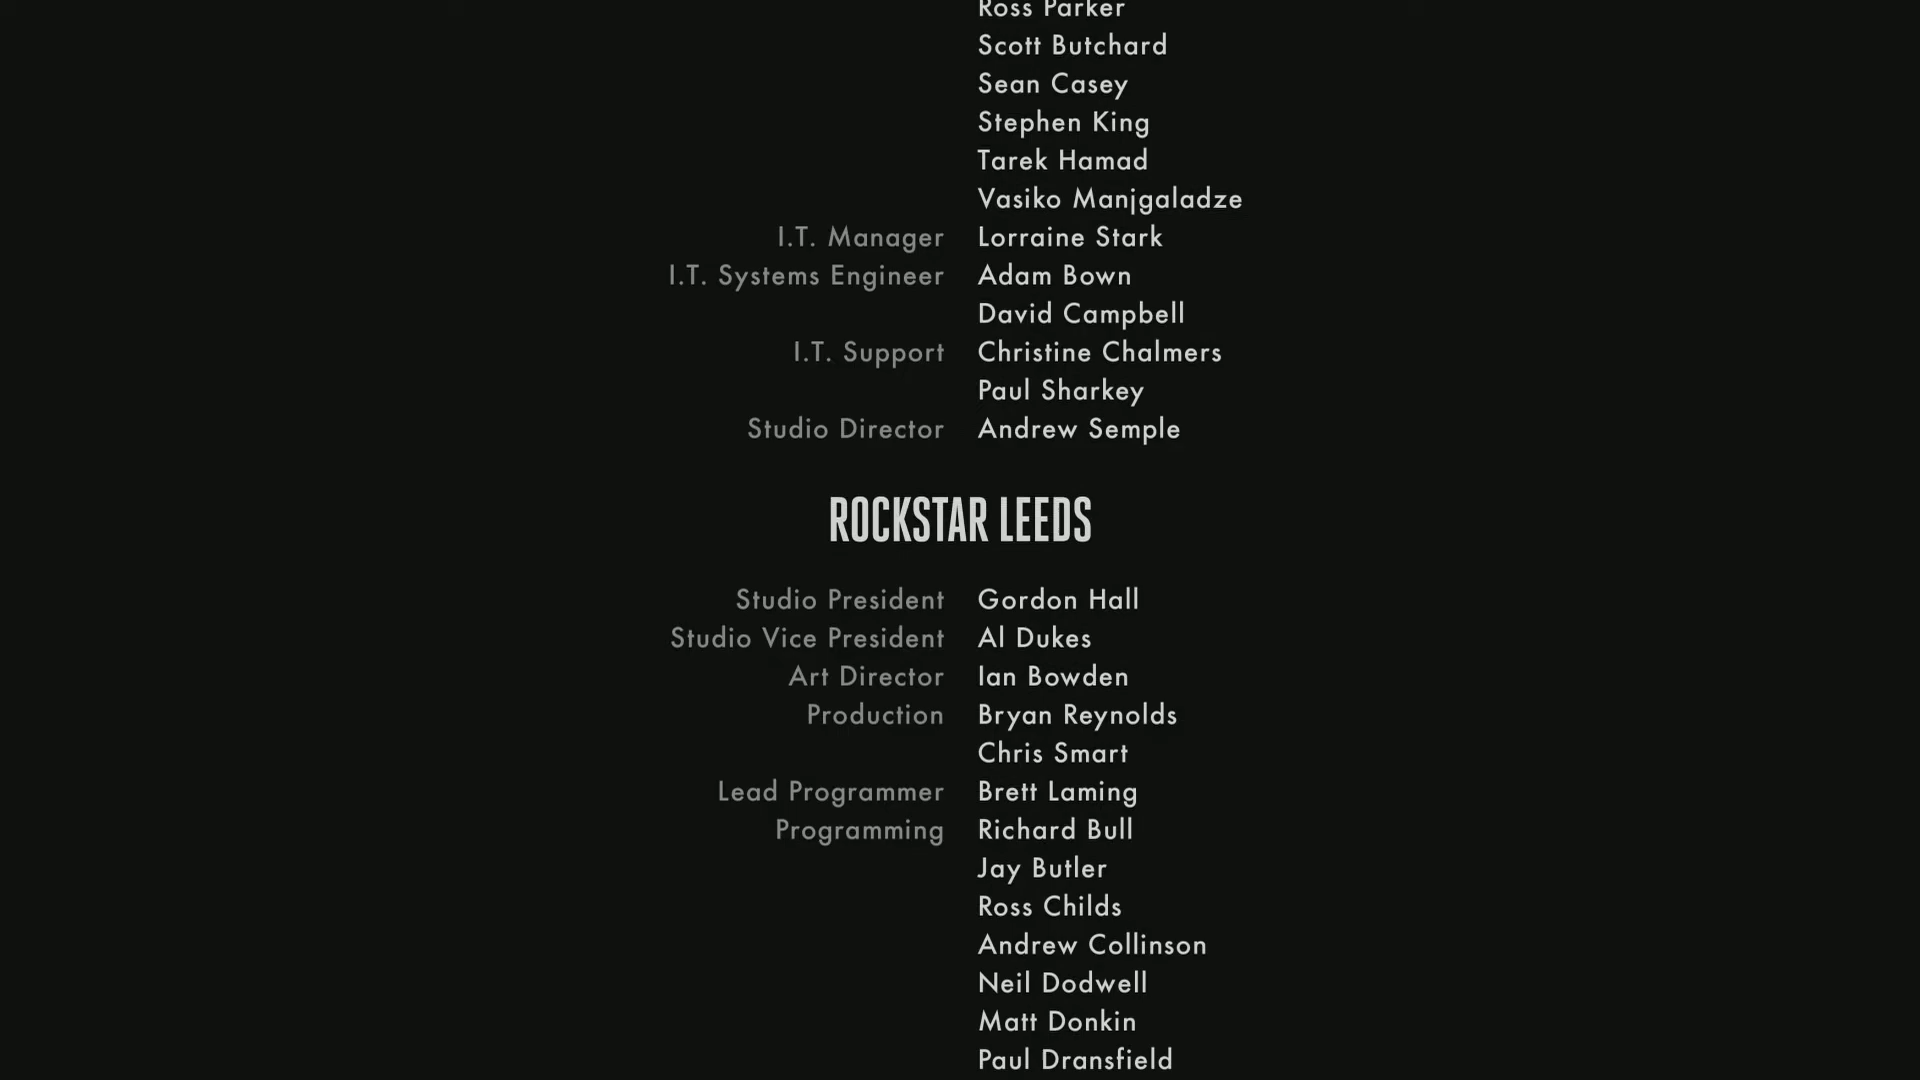 Ross Parker
Scott Butchard
Sean Casey
Stephen King
Tarek Hamad
Vasiko Manjgaladze
I.T. Manager Lorraine Stark
I.T. Systems Engineer Adam Bown
David Campbell
I.T. Support Christine Chalmers
Paul Sharkey
Studio Director Andrew Semple
ROCKSTAR LEEDS
Studio President Gordon Hall
Studio Vice President Al Dukes
Art Director Ian Bowden
Production Bryan Reynolds
Chris Smart
Lead Programmer Brett Laming
Programming Richard Bull
Jay Butler
Ross Childs
Andrew Collinson
Neil Dodwell
Matt Donkin
Paul Dransfield